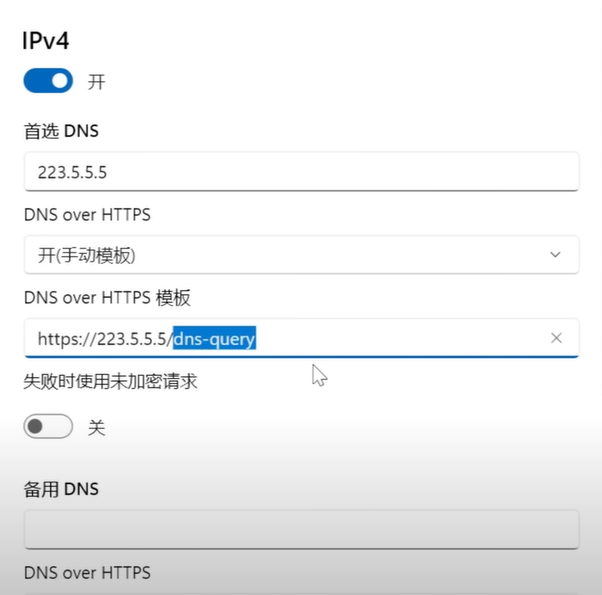 IPv4
开
首选 DNS
223.5.5.5
DNS over HTTPS
开(手动模板)
DNS over HTTPS 模板
https://223.5.5.5/dns-query
失败时使用未加密请求
关
备用 DNS
DNS over HTTPS